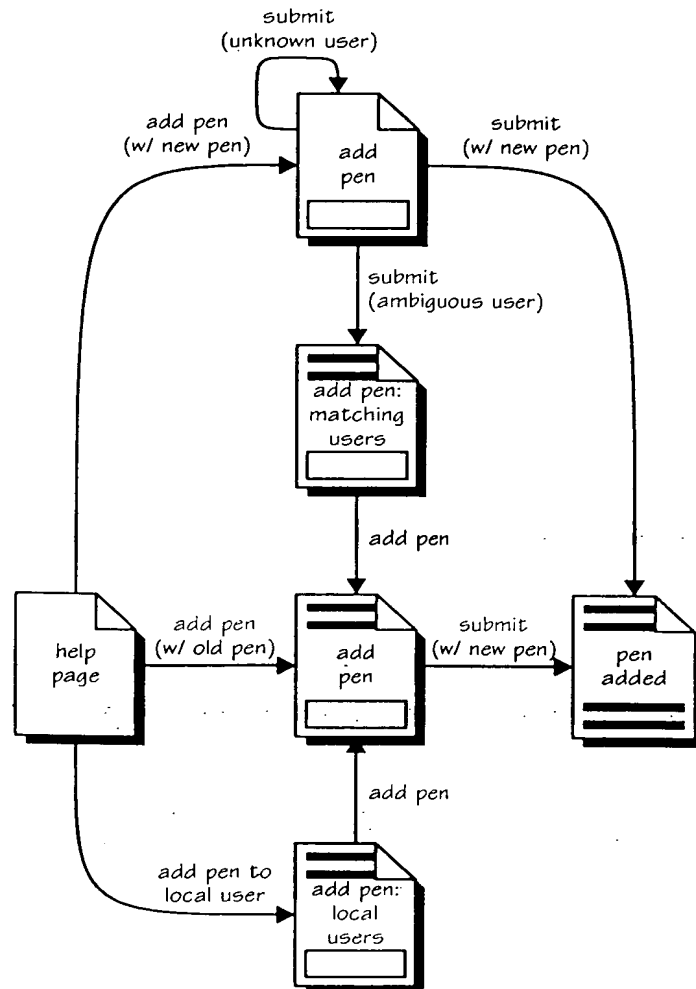 submit
(unknown user)
add pen
(w/ new pen)
submit
(w/ new pen)
add
pen
submit
(ambiguous user)
add pen:
matching
users
add pen
help
page
add pen
(w/ old pen)
add
pen
submit
(w/ new pen)
pen
added
add pen
add pen to
local user
add pen:
local
users